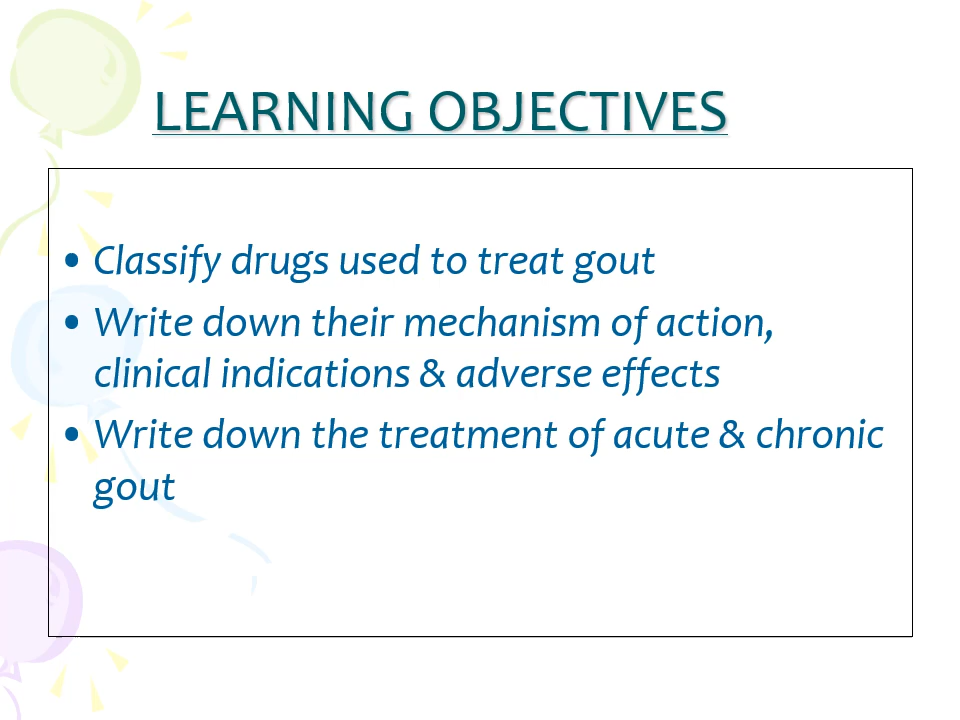 LEARNING OBJECTIVES
• Classify drugs used to treat gout
• Write down their mechanism of action,
clinical indications & adverse effects
• Write down the treatment of acute & chronic
gout